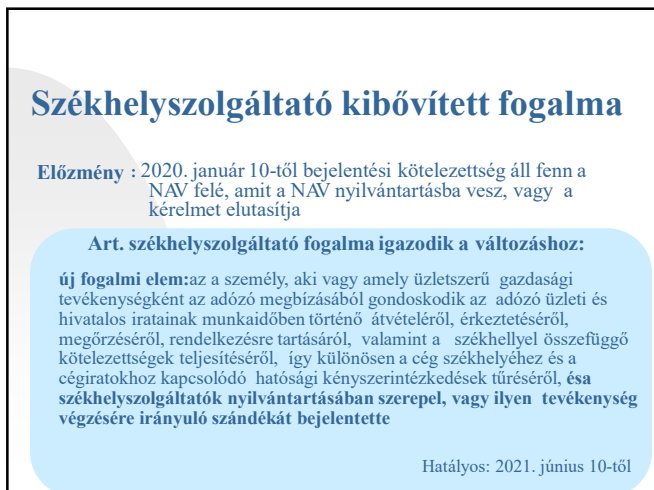 Székhelyszolgáltató kibővített fogalma
Előzmény : 2020. január 10-től bejelentési kötelezettség áll fenn a
NAV felé, amit a NAV nyilvántartásba vesz, vagy a
kérelmet elutasítja
Art. székhelyszolgáltató fogalma igazodik a változáshoz:
új fogalmi elem:az a személy, aki vagy amely üzletszerű gazdasági
tevékenységként az adózó megbízásából gondoskodik az adózó üzleti és
hivatalos iratainak munkaidőben történő átvételéről, érkeztetéséről,
megőrzéséről, rendelkezésre tartásáról, valamint a székhellyel összefüggő
kötelezettségek teljesítéséről, így különösen a cég székhelyéhez és a
cégiratokhoz kapcsolódó hatósági kényszerintézkedések tűréséről, ésa
székhelyszolgáltatók nyilvántartásában szerepel, vagy ilyen tevékenység
végzésére irányuló szándékát bejelentette
Hatályos: 2021. június 10-től